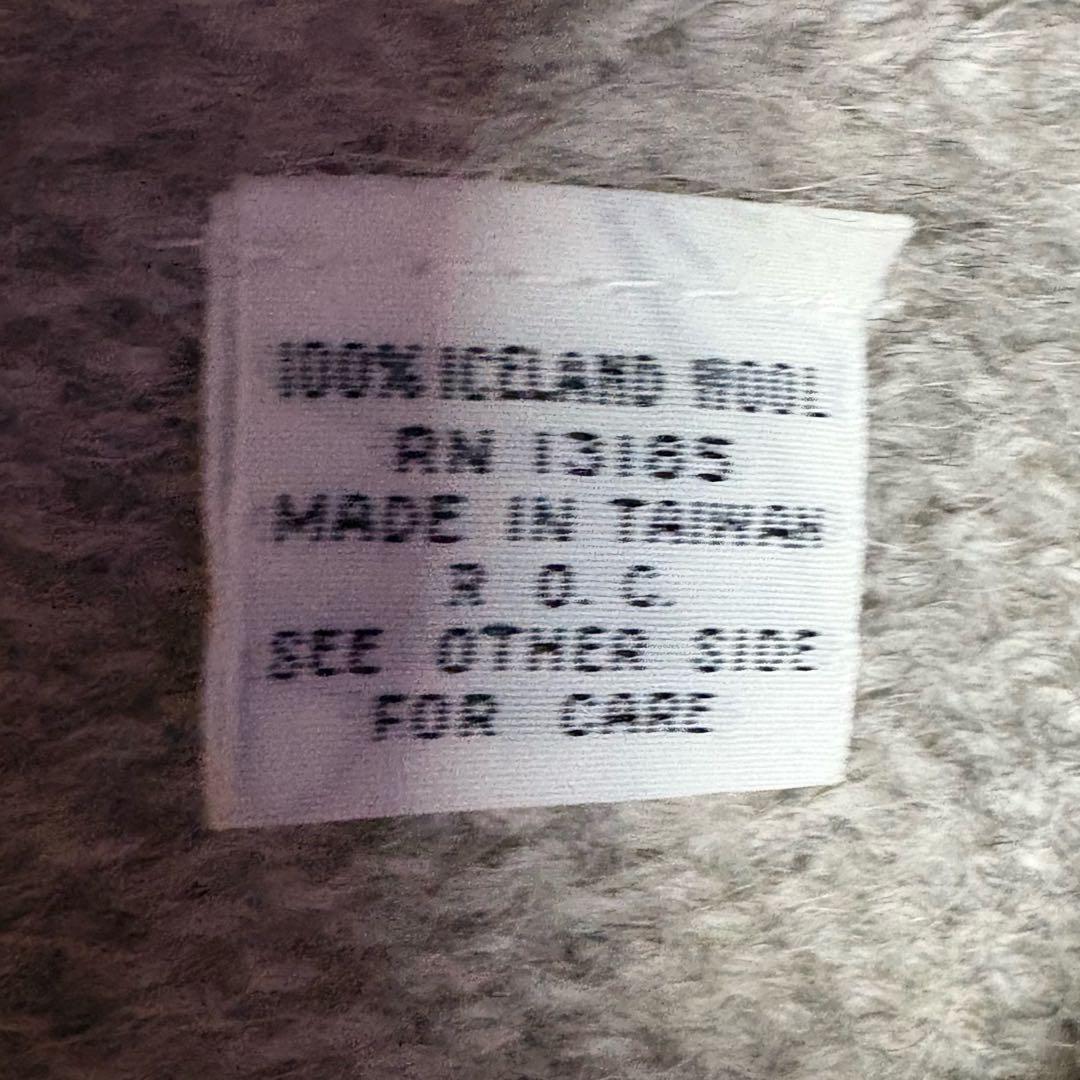 100% ICELAND WOOL
RN 13165
MADE IN TAIWAN
R. O. C.
SEE OTHER SIDE
FOR CARE